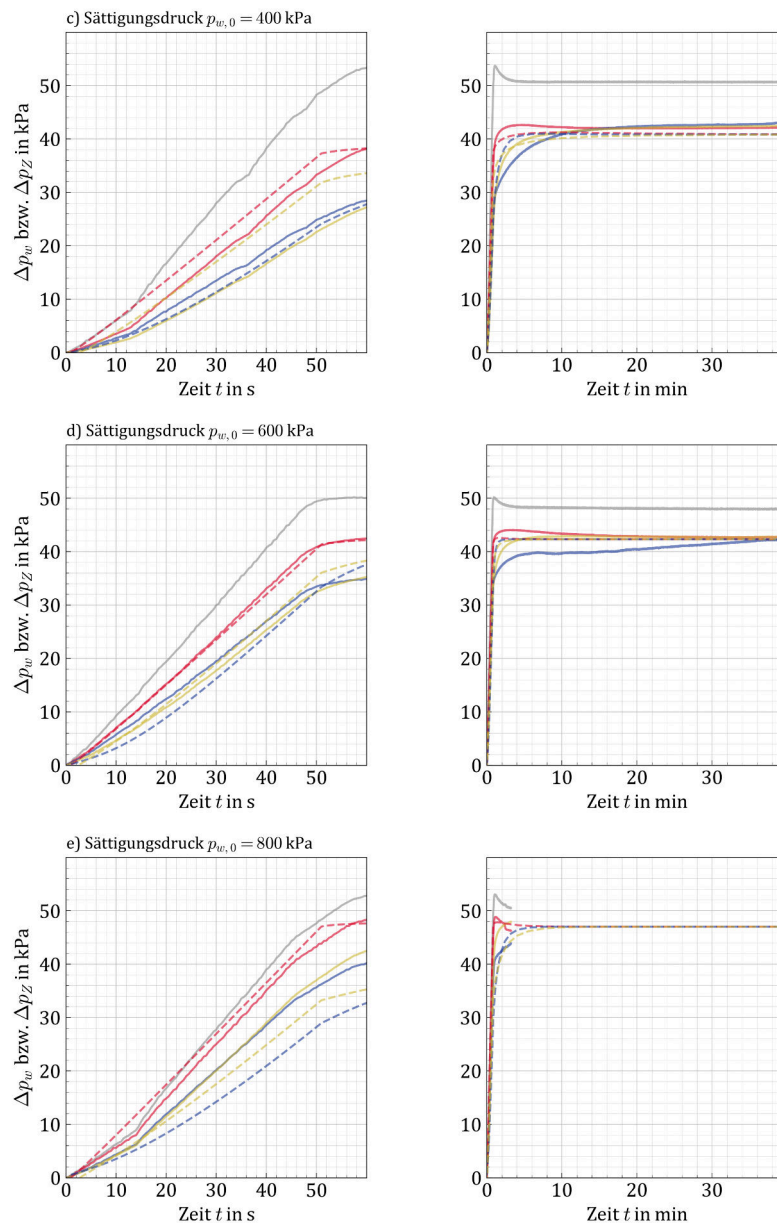 c) Sättigungsdruck p_{w,0} = 400 kPa
Δp_w bzw. Δp_Z in kPa
50
40
30
20
10
0
0 10 20 30 40 50
Zeit t in s
50
40
30
20
10
0
0 10 20 30
Zeit t in min
d) Sättigungsdruck p_{w,0} = 600 kPa
Δp_w bzw. Δp_Z in kPa
50
40
30
20
10
0
0 10 20 30 40 50
Zeit t in s
50
40
30
20
10
0
0 10 20 30
Zeit t in min
e) Sättigungsdruck p_{w,0} = 800 kPa
Δp_w bzw. Δp_Z in kPa
50
40
30
20
10
0
0 10 20 30 40 50
Zeit t in s
50
40
30
20
10
0
0 10 20 30
Zeit t in min